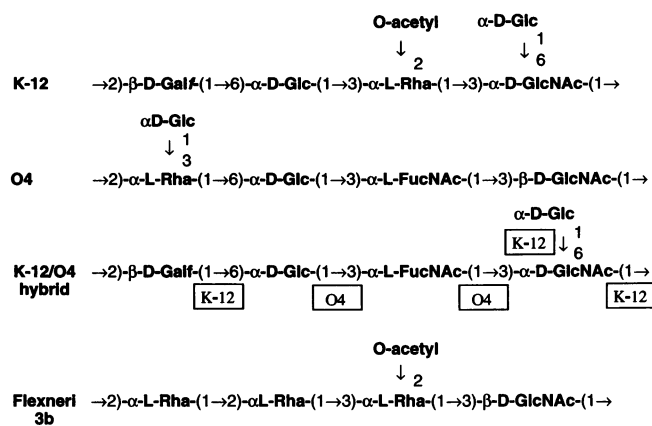 O-acetyl α-D-Glc
↓ 2 ↓ 1 6
K-12 →2)-β-D-Galf-(1→6)-α-D-Glc-(1→3)-α-L-Rha-(1→3)-α-D-GlcNAc-(1→
αD-Glc
↓ 1 3
O4 →2)-α-L-Rha-(1→6)-α-D-Glc-(1→3)-α-L-FucNAc-(1→3)-β-D-GlcNAc-(1→
α-D-Glc
K-12 ↓ 1 6
K-12/O4 →2)-β-D-Galf-(1→6)-α-D-Glc-(1→3)-α-L-FucNAc-(1→3)-α-D-GlcNAc-(1→
hybrid K-12 O4 O4 K-12
O-acetyl
↓ 2
Flexneri →2)-α-L-Rha-(1→2)-αL-Rha-(1→3)-α-L-Rha-(1→3)-β-D-GlcNAc-(1→
3b